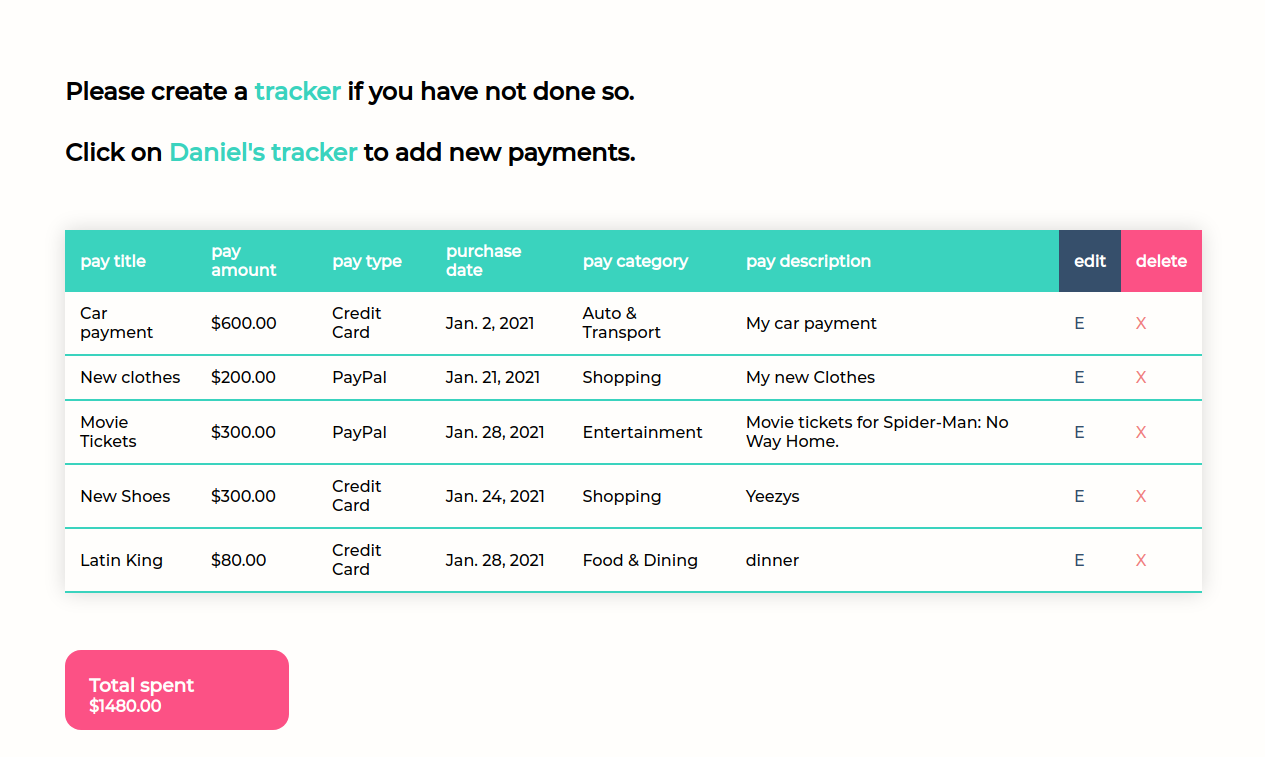 Please create a tracker if you have not done so.
Click on Daniel's tracker to add new payments.
pay title pay amount pay type purchase date pay category pay description edit delete
Car payment $600.00 Credit Card Jan. 2, 2021 Auto & Transport My car payment E X
New clothes $200.00 PayPal Jan. 21, 2021 Shopping My new Clothes E X
Movie Tickets $300.00 PayPal Jan. 28, 2021 Entertainment Movie tickets for Spider-Man: No Way Home. E X
New Shoes $300.00 Credit Card Jan. 24, 2021 Shopping Yeezys E X
Latin King $80.00 Credit Card Jan. 28, 2021 Food & Dining dinner E X
Total spent
$1480.00